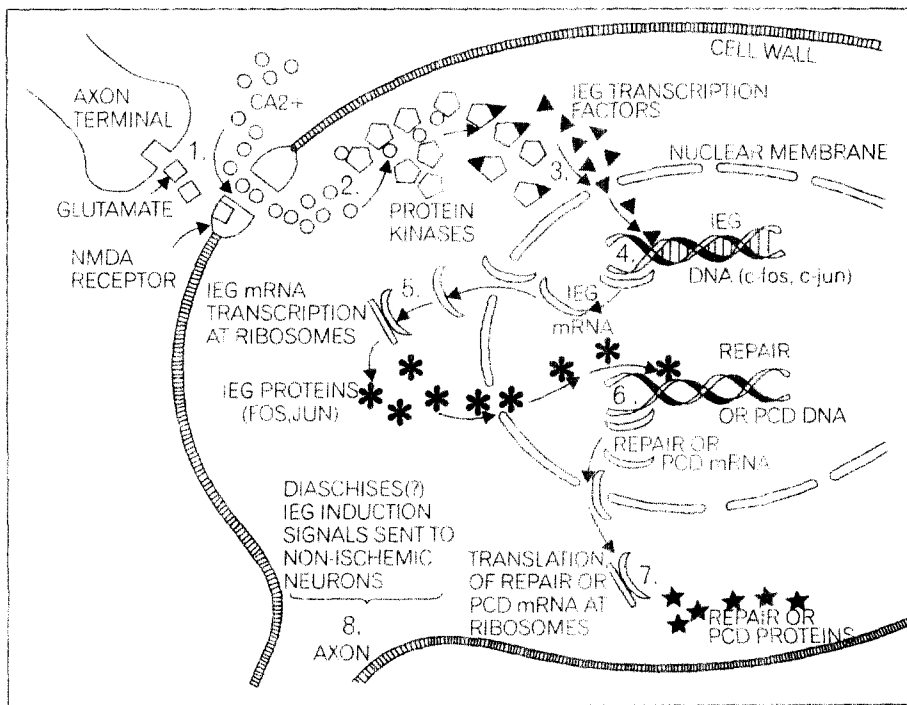 CELL WALL
AXON
TERMINAL
CA2+
1.
GLUTAMATE
NMDA
RECEPTOR
2.
PROTEIN
KINASES
IEG TRANSCRIPTION
FACTORS
3.
NUCLEAR MEMBRANE
4.
IEG
DNA (c-fos, c-jun)
IEG
mRNA
5.
IEG mRNA
TRANSCRIPTION
AT RIBOSOMES
IEG PROTEINS
(FOS,JUN)
REPAIR
6.
OR PCD DNA
REPAIR OR
PCD mRNA
DIASCHISES(?)
IEG INDUCTION
SIGNALS SENT TO
NON-ISCHEMIC
NEURONS
8.
AXON
TRANSLATION
OF REPAIR OR
PCD mRNA AT
RIBOSOMES
7.
REPAIR OR
PCD PROTEINS